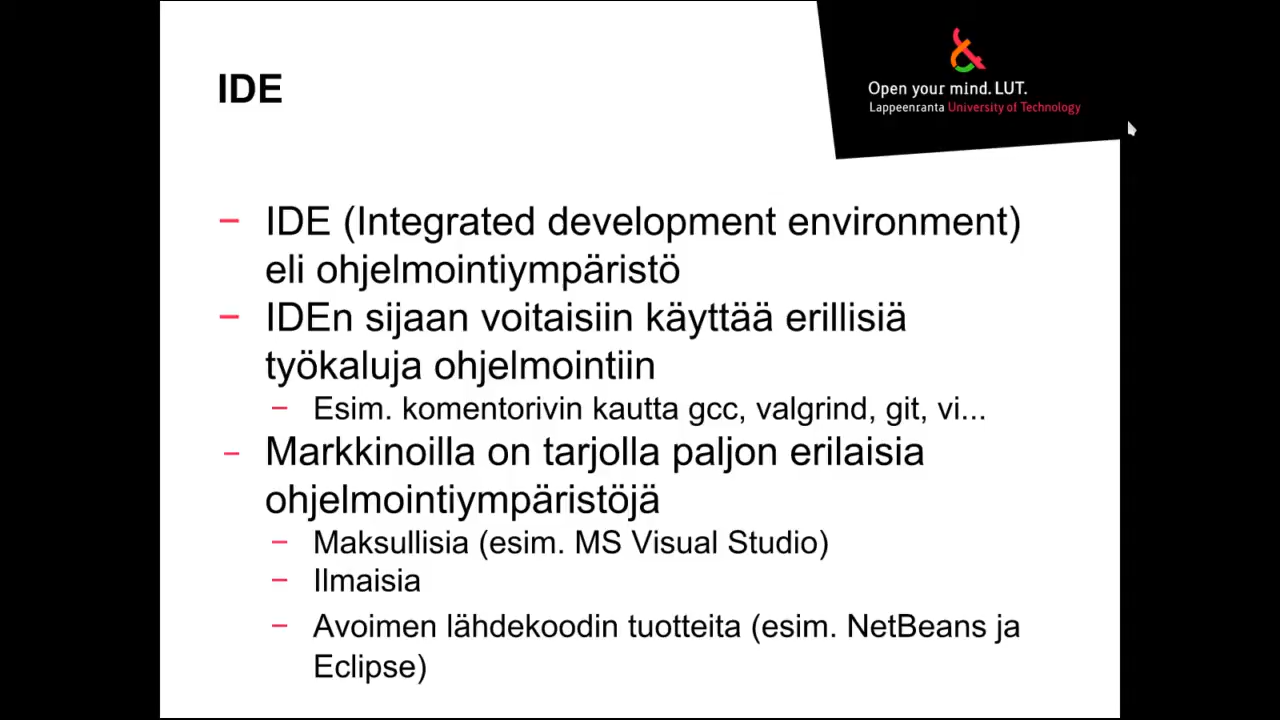 IDE
Open your mind. LUT.
Lappeenranta University of Technology
– IDE (Integrated development environment)
eli ohjelmointiympäristö
– IDEn sijaan voitaisiin käyttää erillisiä
työkaluja ohjelmointiin
– Esim. komentorivin kautta gcc, valgrind, git, vi...
– Markkinoilla on tarjolla paljon erilaisia
ohjelmointiympäristöjä
– Maksullisia (esim. MS Visual Studio)
– Ilmaisia
– Avoimen lähdekoodin tuotteita (esim. NetBeans ja
Eclipse)